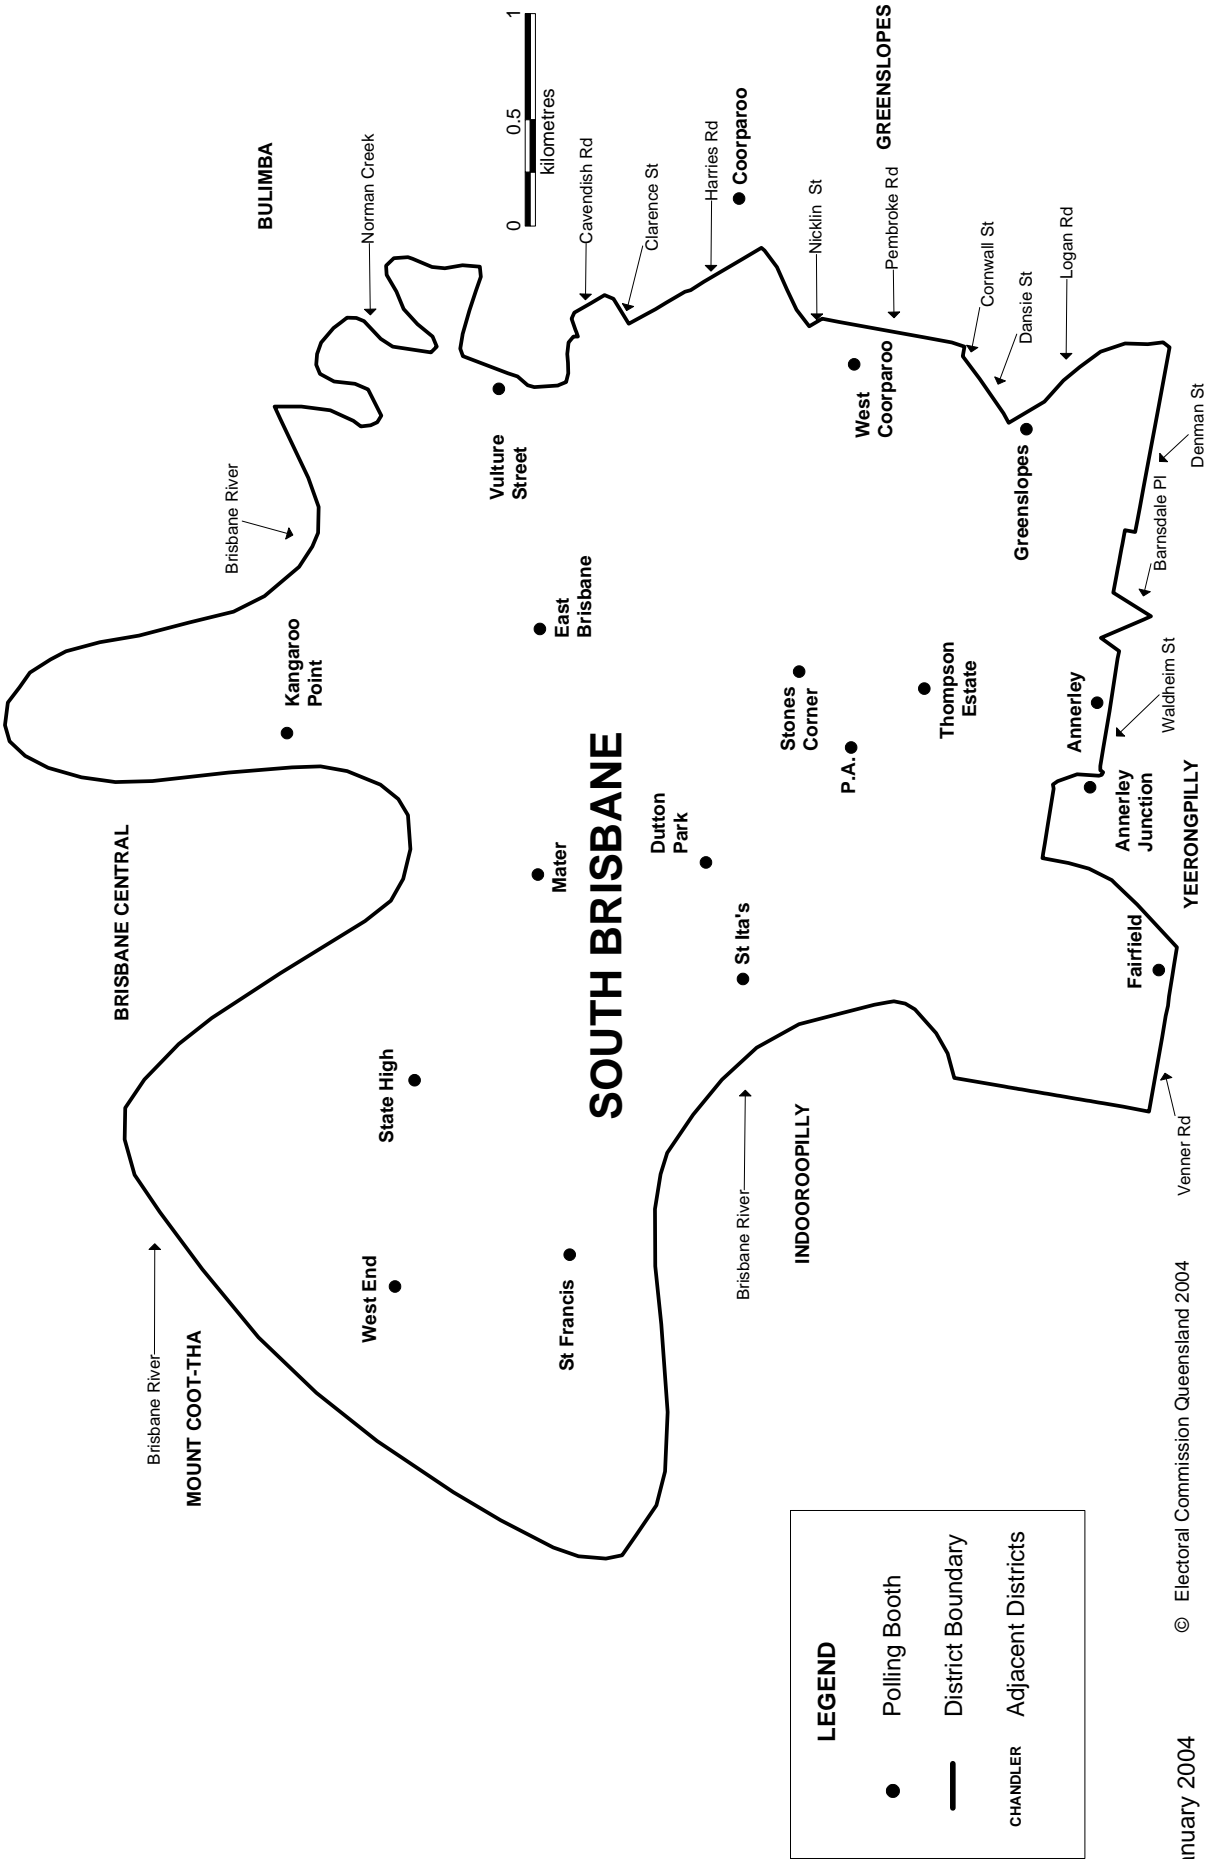 BULIMBA
Norman Creek
0
0.5
1
kilometres
Cavendish Rd
Clarence St
Harries Rd
Coorparoo
Nicklin St
GREENSLOPES
Pembroke Rd
Cornwall St
Dansie St
Logan Rd
Denman St
Barnsdale Pl
Waldheim St
Brisbane River
Vulture
Street
West
Coorparoo
Greenslopes
East
Brisbane
Kangaroo
Point
Stones
Corner
P.A.
Thompson
Estate
Annerley
Annerley
Junction
YEERONGPILLY
BRISBANE CENTRAL
Mater
SOUTH BRISBANE
Dutton
Park
St Ita's
Fairfield
State High
Brisbane River
INDOOROOPILLY
Venner Rd
West End
St Francis
Brisbane River
MOUNT COOT-THA
LEGEND
Polling Booth
District Boundary
CHANDLER Adjacent Districts
anuary 2004
© Electoral Commission Queensland 2004